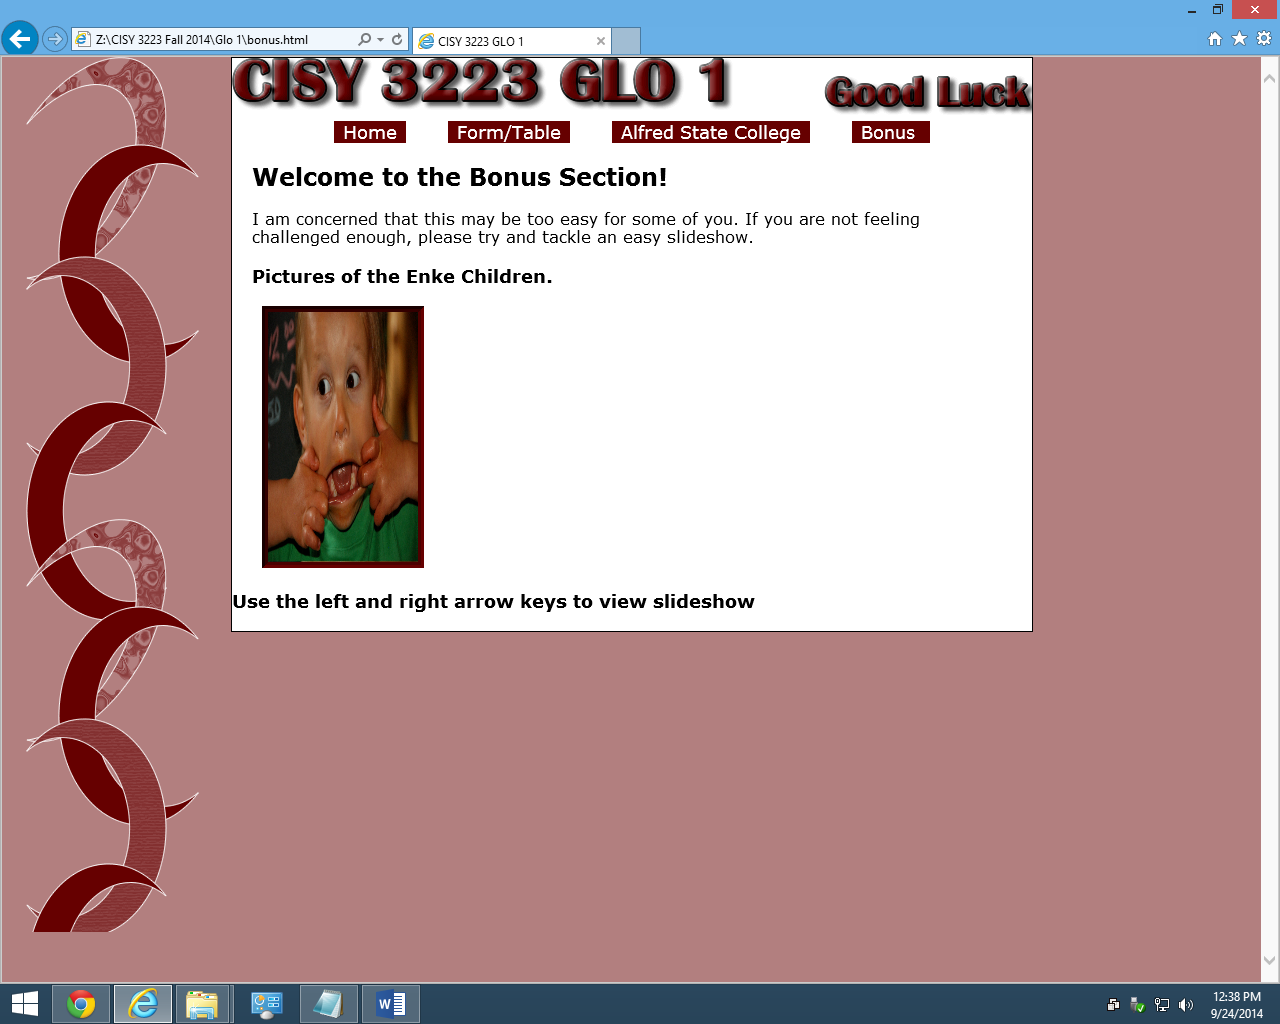 Z:\CISY 3223 Fall 2014\Glo 1\bonus.html
CISY 3223 GLO 1
CISY 3223 GLO 1
Good Luck
Home
Form/Table
Alfred State College
Bonus
Welcome to the Bonus Section!
I am concerned that this may be too easy for some of you. If you are not feeling
challenged enough, please try and tackle an easy slideshow.
Pictures of the Enke Children.
Use the left and right arrow keys to view slideshow
12:38 PM
9/24/2014